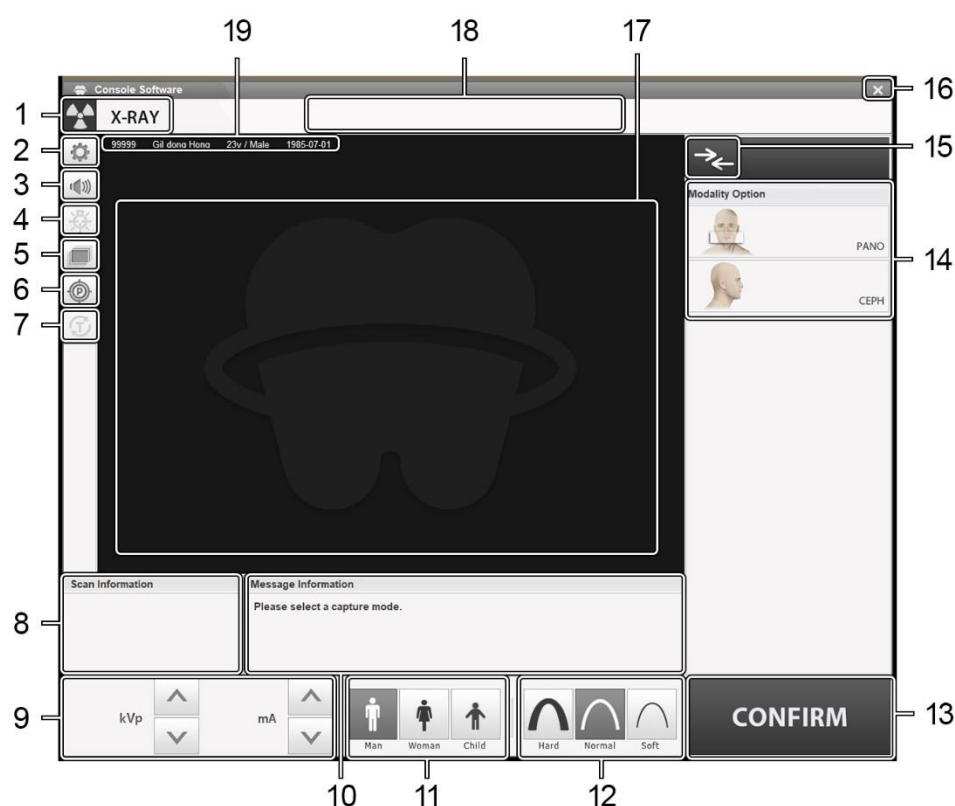 19 18 17
Console Software
16
1
X-RAY
2
99999 Gil dong Hong 23y / Male 1985-07-01
15
3
Modality Option
4
PANO
14
5
6
P
CEPH
7
T
Scan Information
Message Information
Please select a capture mode.
8
9
kVp
mA
Man
Woman
Child
Hard
Normal
Soft
CONFIRM
13
10 11 12